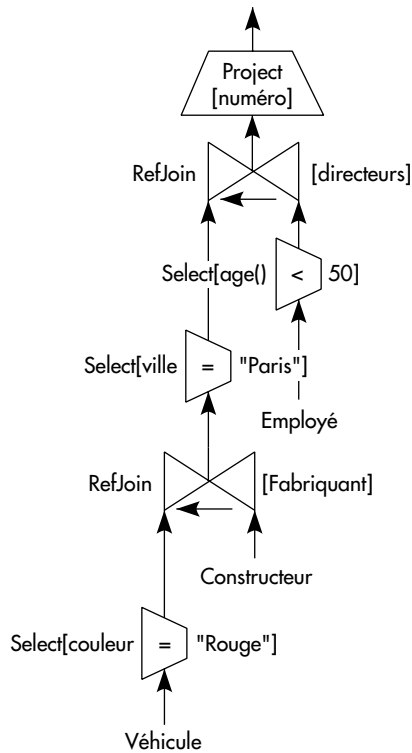 Project
[numéro]
RefJoin [directeurs]
Select[age() < 50]
Select[ville = "Paris"]
Employé
RefJoin [Fabriquant]
Constructeur
Select[couleur = "Rouge"]
Véhicule